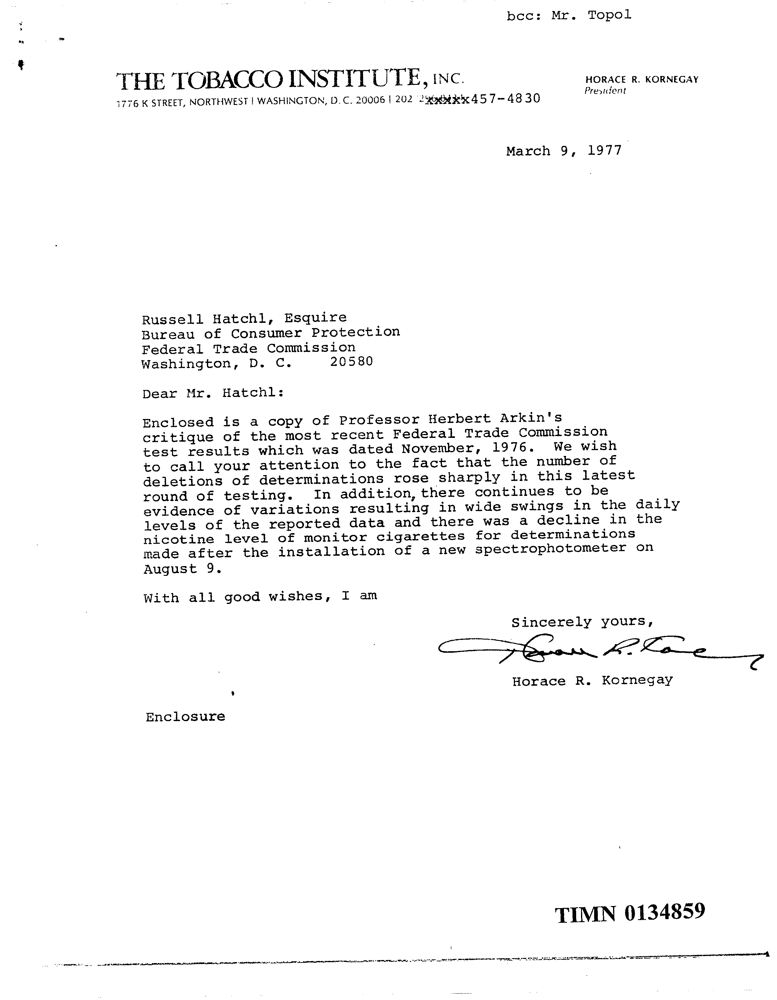 bcc: Mr. Topol
THE TOBACCO INSTITUTE, INC.
HORACE R. KORNEGAY
President
1776 K STREET, NORTHWEST | WASHINGTON, D. C. 20006 | 202 457-4830
March 9, 1977
Russell Hatchl, Esquire
Bureau of Consumer Protection
Federal Trade Commission
Washington, D. C. 20580
Dear Mr. Hatchl:
Enclosed is a copy of Professor Herbert Arkin's
critique of the most recent Federal Trade Commission
test results which was dated November, 1976. We wish
to call your attention to the fact that the number of
deletions of determinations rose sharply in this latest
round of testing. In addition, there continues to be
evidence of variations resulting in wide swings in the daily
levels of the reported data and there was a decline in the
nicotine level of monitor cigarettes for determinations
made after the installation of a new spectrophotometer on
August 9.
With all good wishes, I am
Sincerely yours,
Horace R. Kornegay
Enclosure
TIMN 0134859